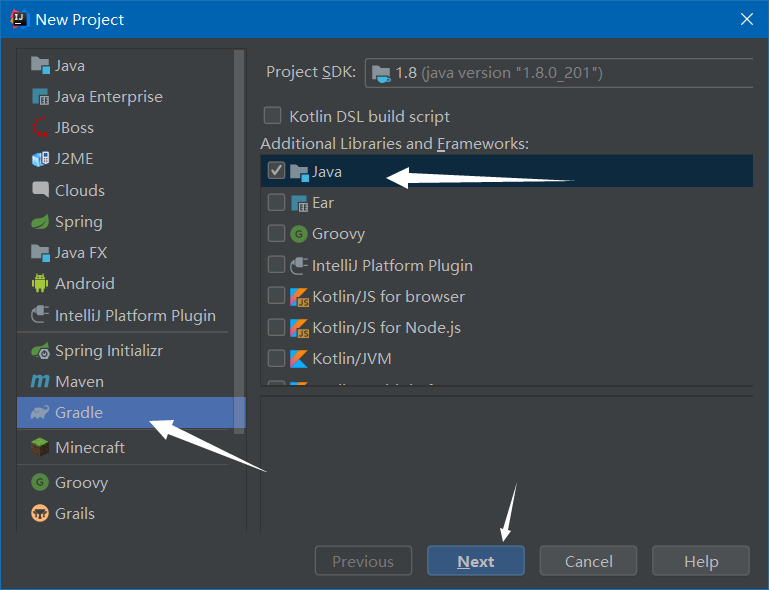 New Project
Java
Java Enterprise
JBoss
J2ME
Clouds
Spring
Java FX
Android
IntelliJ Platform Plugin
Spring Initializr
Maven
Gradle
Minecraft
Groovy
Grails
Project SDK: 1.8 (java version "1.8.0_201")
Kotlin DSL build script
Additional Libraries and Frameworks:
Java
Ear
Groovy
IntelliJ Platform Plugin
Kotlin/JS for browser
Kotlin/JS for Node.js
Kotlin/JVM
Previous
Next
Cancel
Help